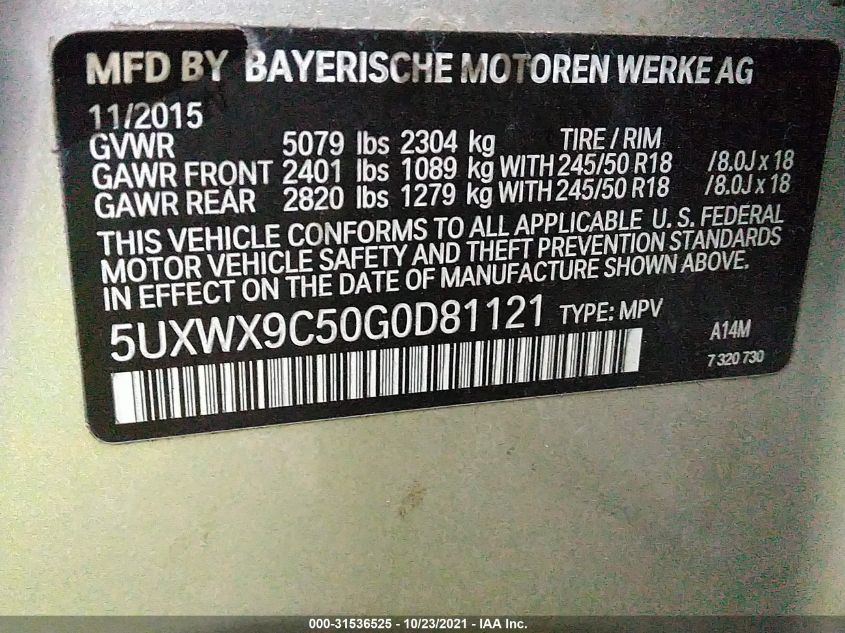 MFD BY BAYERISCHE MOTOREN WERKE AG
11/2015
GVWR 5079 lbs 2304 kg TIRE / RIM
GAWR FRONT 2401 lbs 1089 kg WITH 245/50 R18 /8.0J x 18
GAWR REAR 2820 lbs 1279 kg WITH 245/50 R18 /8.0J x 18
THIS VEHICLE CONFORMS TO ALL APPLICABLE U. S. FEDERAL
MOTOR VEHICLE SAFETY AND THEFT PREVENTION STANDARDS
IN EFFECT ON THE DATE OF MANUFACTURE SHOWN ABOVE.
5UXWX9C50G0D81121 TYPE: MPV A14M
7 320 730
000-31536525 - 10/23/2021 - IAA Inc.